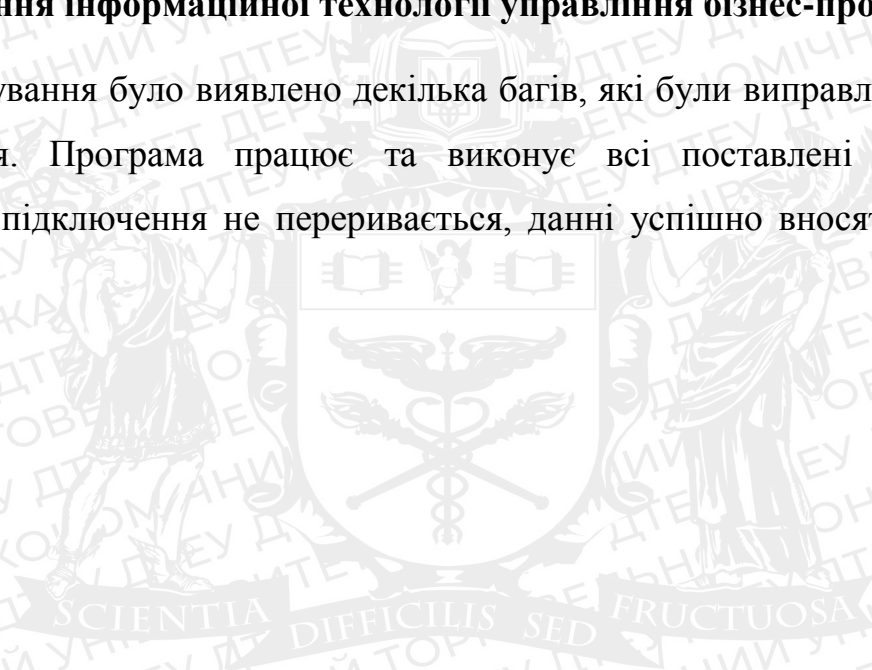 ння інформаційної технології управління бізнес-про
ування було виявлено декілька багів, які були виправл
я. Програма працює та виконує всі поставлені
підключення не переривається, данні успішно внося
SCIENTIA DIFFICILIS SED FRUCTUOSA